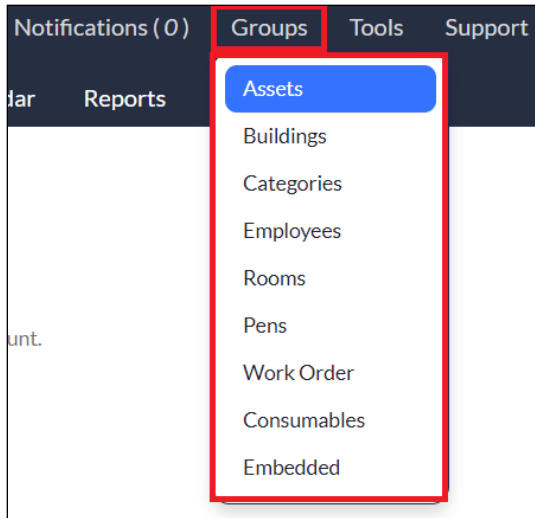 Notifications ( 0 ) Groups Tools Support
dar Reports
Assets
Buildings
Categories
Employees
Rooms
Pens
unt.
Work Order
Consumables
Embedded